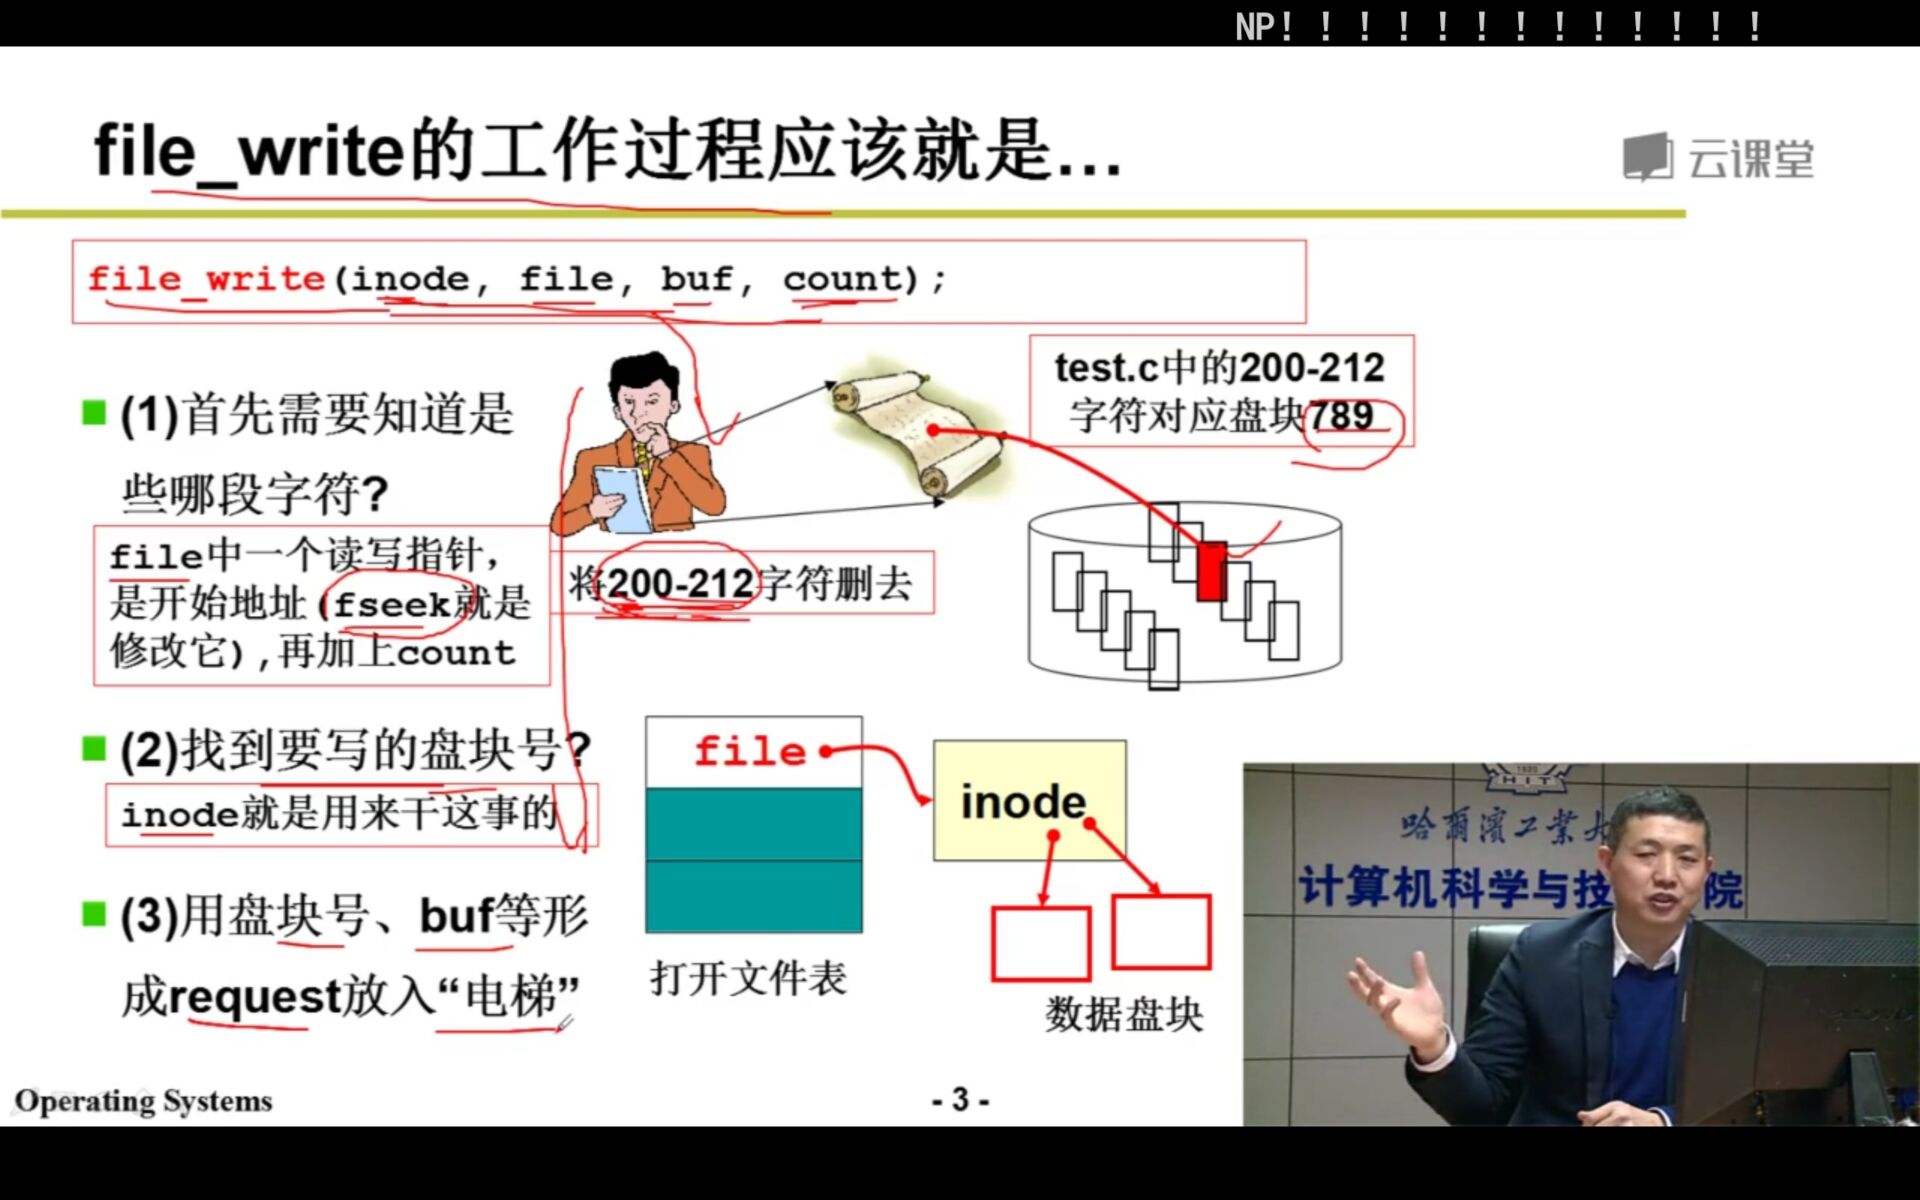 NP！！！！！！！！！！！！！
file_write的工作过程应该就是...
云课堂
file_write(inode, file, buf, count);
(1)首先需要知道是
些哪段字符?
file中一个读写指针，
是开始地址(fseek就是
修改它),再加上count
将200-212字符删去
test.c中的200-212
字符对应盘块789
(2)找到要写的盘块号?
inode就是用来干这事的
(3)用盘块号、buf等形
成request放入“电梯”
file
打开文件表
inode
数据盘块
1920
HIT
哈爾濱工業大
计算机科学与技 院
Operating Systems
- 3 -